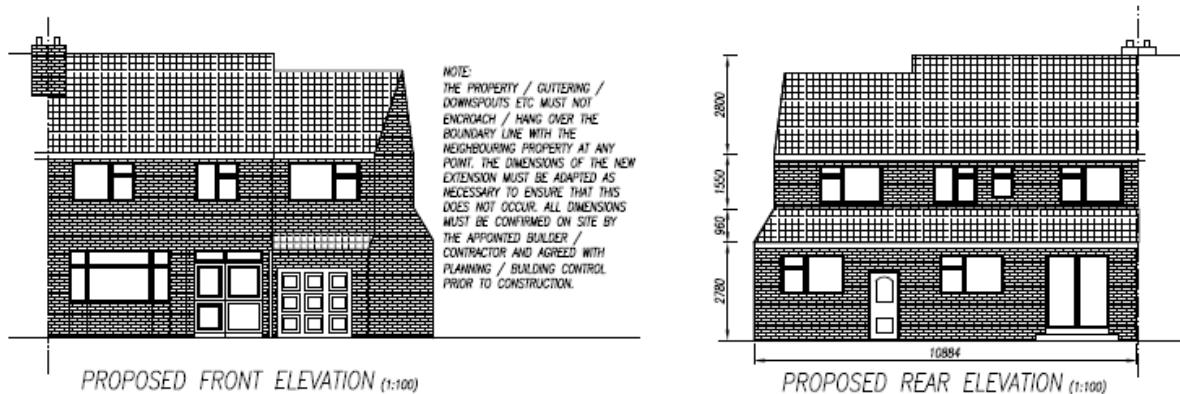 NOTE:
THE PROPERTY / GUTTERING /
DOWNSPOUTS ETC MUST NOT
ENCROACH / HANG OVER THE
BOUNDARY LINE WITH THE
NEIGHBOURING PROPERTY AT ANY
POINT. THE DIMENSIONS OF THE NEW
EXTENSION MUST BE ADAPTED AS
NECESSARY TO ENSURE THAT THIS
DOES NOT OCCUR. ALL DIMENSIONS
MUST BE CONFIRMED ON SITE BY
THE APPOINTED BUILDER /
CONTRACTOR AND AGREED WITH
PLANNING / BUILDING CONTROL
PRIOR TO CONSTRUCTION.
PROPOSED FRONT ELEVATION (1:100)
2800
1550
960
2780
10884
PROPOSED REAR ELEVATION (1:100)